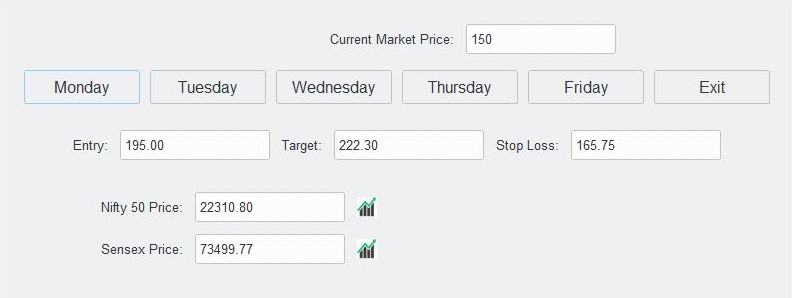 Current Market Price: 150
Monday Tuesday Wednesday Thursday Friday Exit
Entry: 195.00 Target: 222.30 Stop Loss: 165.75
Nifty 50 Price: 22310.80
Sensex Price: 73499.77